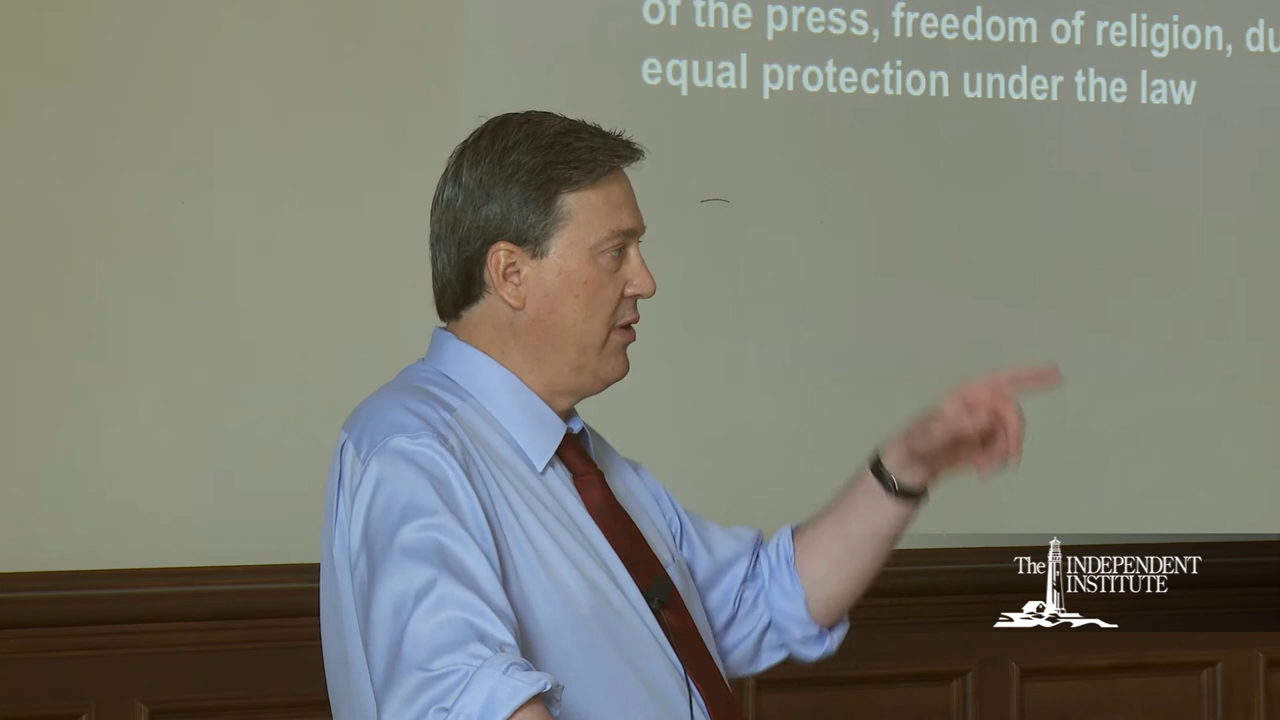 of the press, freedom of religion,
equal protection under the law
The INDEPENDENT
INSTITUTE